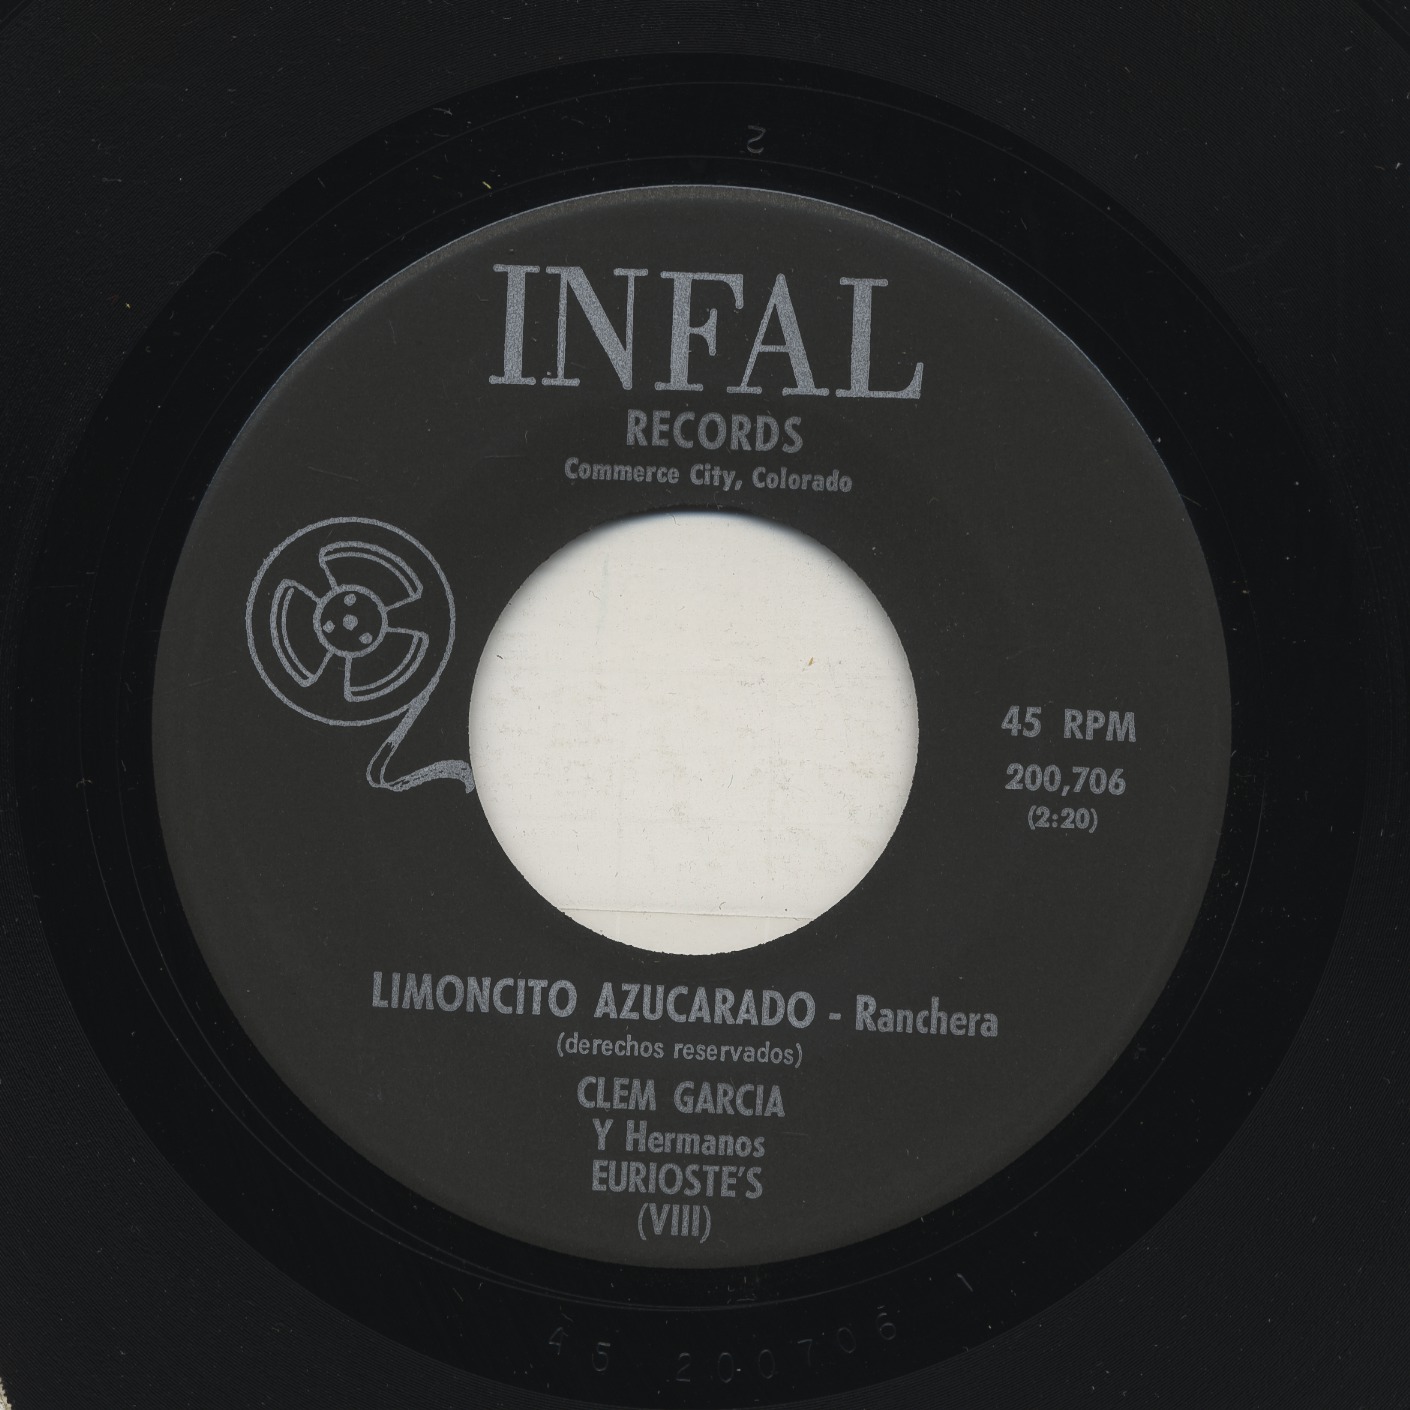 2
INFAL
RECORDS
Commerce City, Colorado
45 RPM
200,706
(2:20)
LIMONCITO AZUCARADO - Ranchera
(derechos reservados)
CLEM GARCIA
Y Hermanos
EURIOSTE'S
(VIII)
45 200706